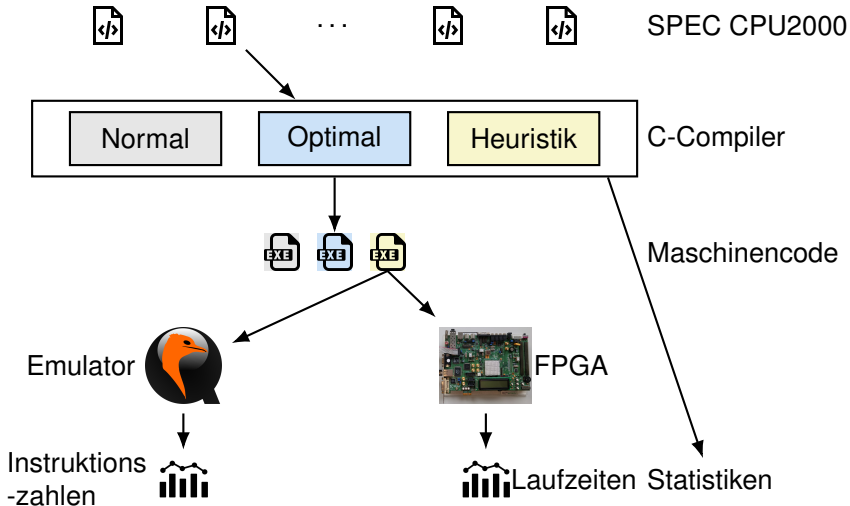 </> </> ... </> </> SPEC CPU2000
Normal Optimal Heuristik C-Compiler
EXE EXE EXE
Maschinencode
Emulator FPGA
Instruktions
-zahlen
Laufzeiten Statistiken